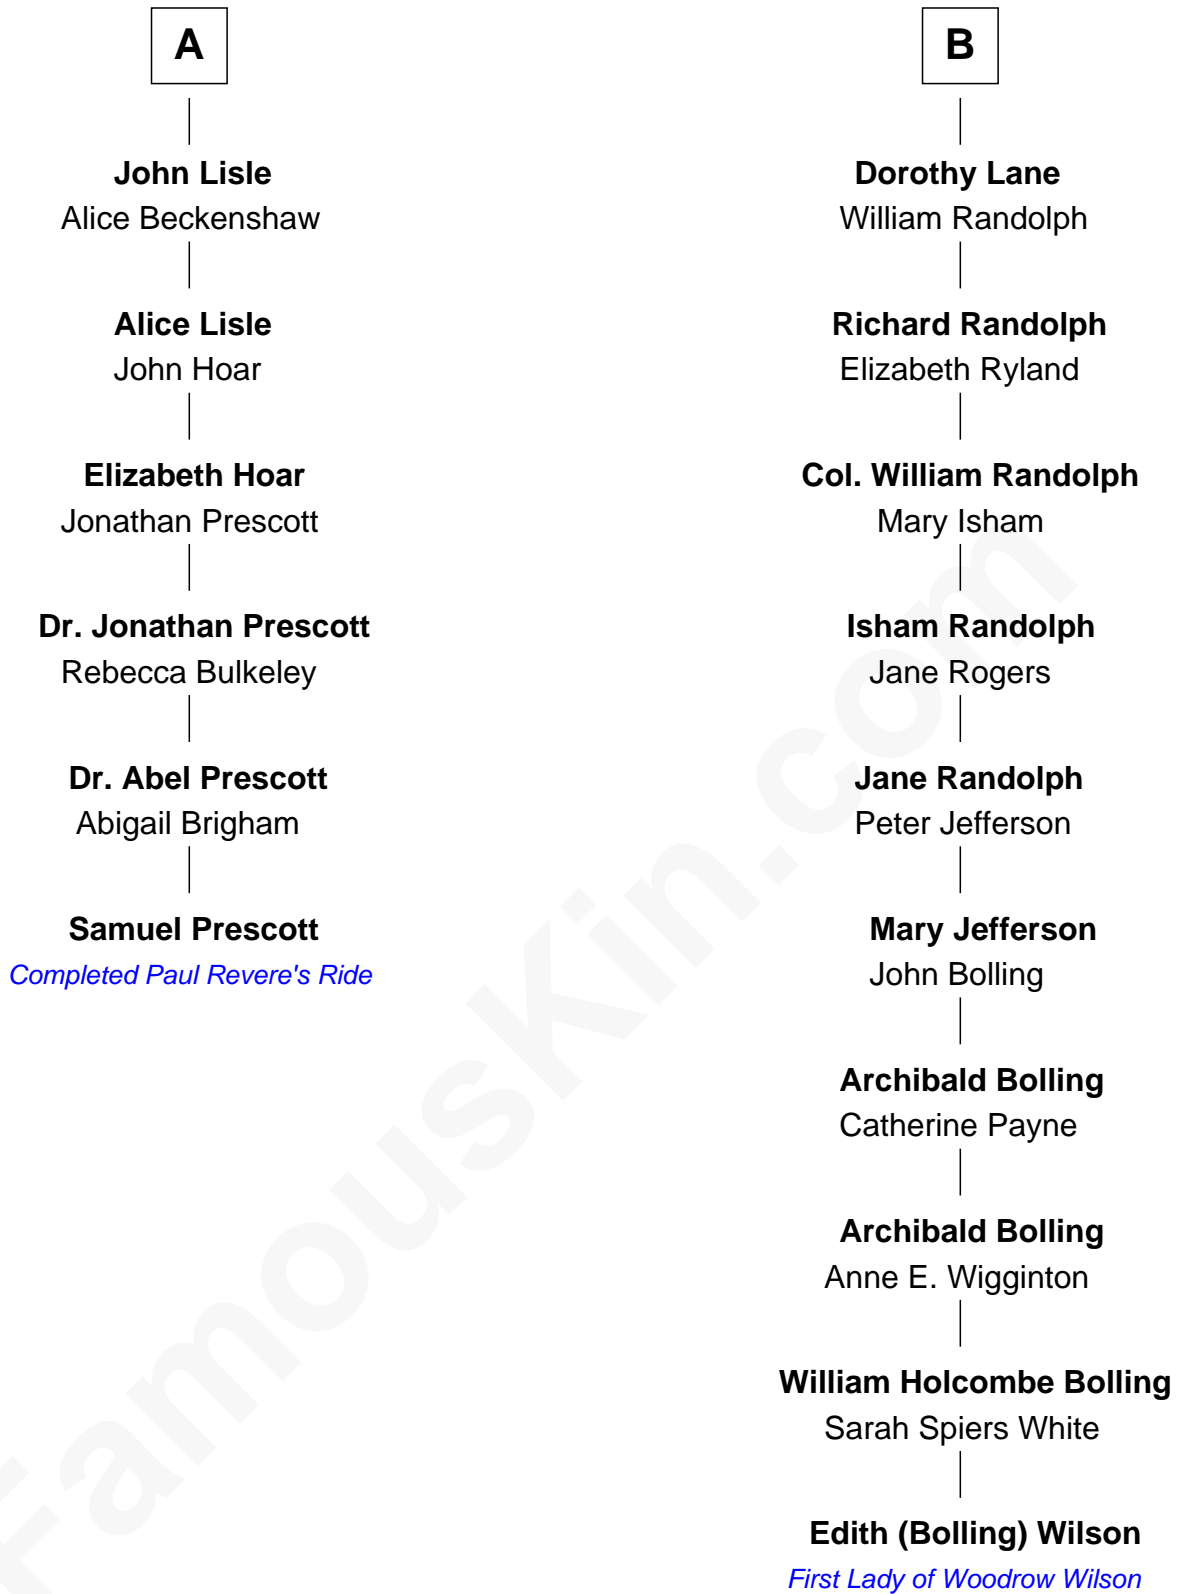 A
John Lisle
Alice Beckenshaw
Alice Lisle
John Hoar
Elizabeth Hoar
Jonathan Prescott
Dr. Jonathan Prescott
Rebecca Bulkeley
Dr. Abel Prescott
Abigail Brigham
Samuel Prescott
Completed Paul Revere's Ride
B
Dorothy Lane
William Randolph
Richard Randolph
Elizabeth Ryland
Col. William Randolph
Mary Isham
Isham Randolph
Jane Rogers
Jane Randolph
Peter Jefferson
Mary Jefferson
John Bolling
Archibald Bolling
Catherine Payne
Archibald Bolling
Anne E. Wigginton
William Holcombe Bolling
Sarah Spiers White
Edith (Bolling) Wilson
First Lady of Woodrow Wilson
FamousKin.com